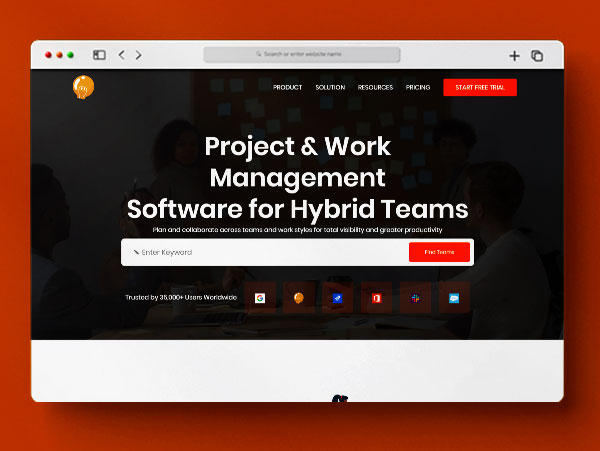 Search or enter website name
PRODUCT SOLUTION RESOURCES PRICING START FREE TRIAL
Project & Work
Management
Software for Hybrid Teams
Plan and collaborate across teams and work styles for total visibility and greater productivity
Enter Keyword Find Teams
Trusted by 35,000+ Users Worldwide